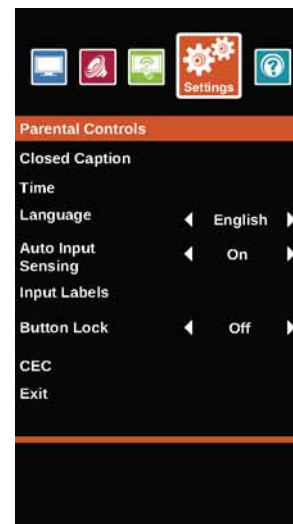 Settings
Parental Controls
Closed Caption
Time
Language English
Auto Input
Sensing On
Input Labels
Button Lock Off
CEC
Exit